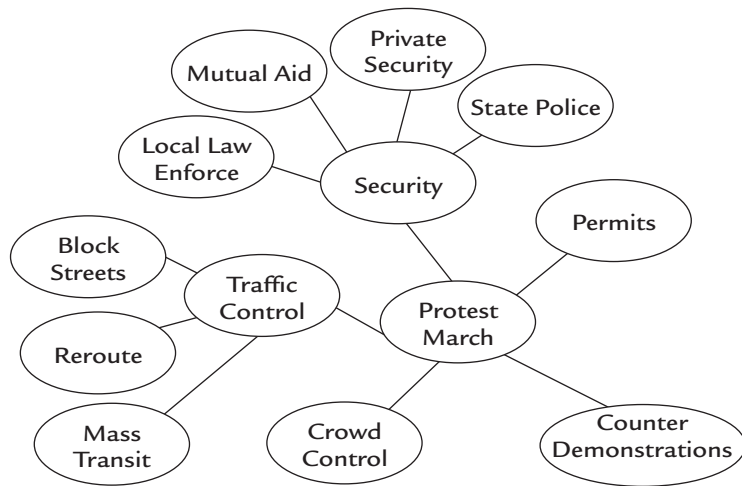 Private
Security
Mutual Aid
State Police
Local Law
Enforce
Security
Permits
Block
Streets
Traffic
Control
Protest
March
Reroute
Mass
Transit
Crowd
Control
Counter
Demonstrations